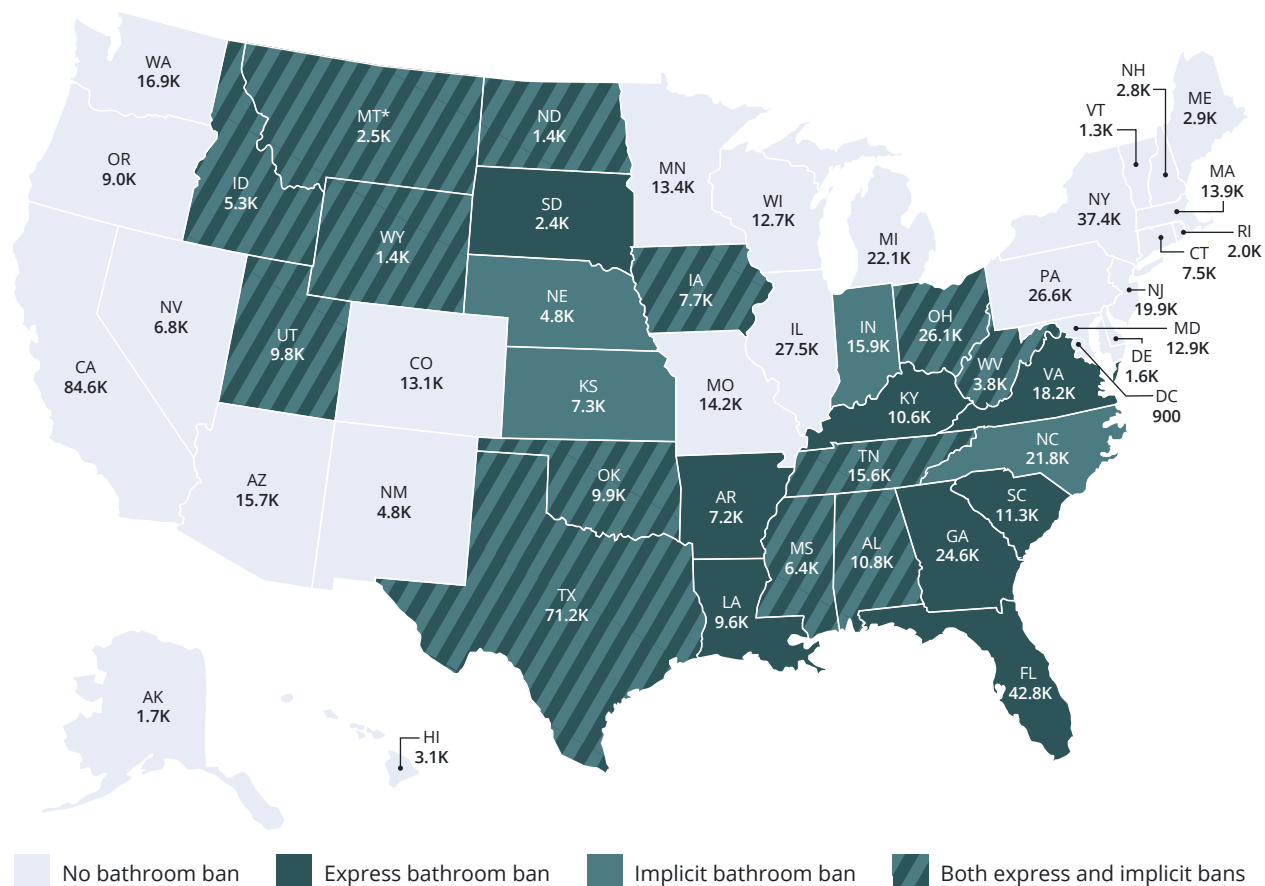 WA
16.9K
OR
9.0K
CA
84.6K
NV
6.8K
ID
5.3K
MT*
2.5K
WY
1.4K
UT
9.8K
AZ
15.7K
CO
13.1K
NM
4.8K
ND
1.4K
SD
2.4K
NE
4.8K
KS
7.3K
OK
9.9K
TX
71.2K
MN
13.4K
IA
7.7K
MO
14.2K
AR
7.2K
LA
9.6K
WI
12.7K
IL
27.5K
MI
22.1K
IN
15.9K
OH
26.1K
KY
10.6K
TN
15.6K
MS
6.4K
AL
10.8K
GA
24.6K
FL
42.8K
SC
11.3K
NC
21.8K
VA
18.2K
WV
3.8K
PA
26.6K
NY
37.4K
VT
1.3K
NH
2.8K
ME
2.9K
MA
13.9K
RI
2.0K
CT
7.5K
NJ
19.9K
MD
12.9K
DE
1.6K
DC
900
AK
1.7K
HI
3.1K
No bathroom ban
Express bathroom ban
Implicit bathroom ban
Both express and implicit bans